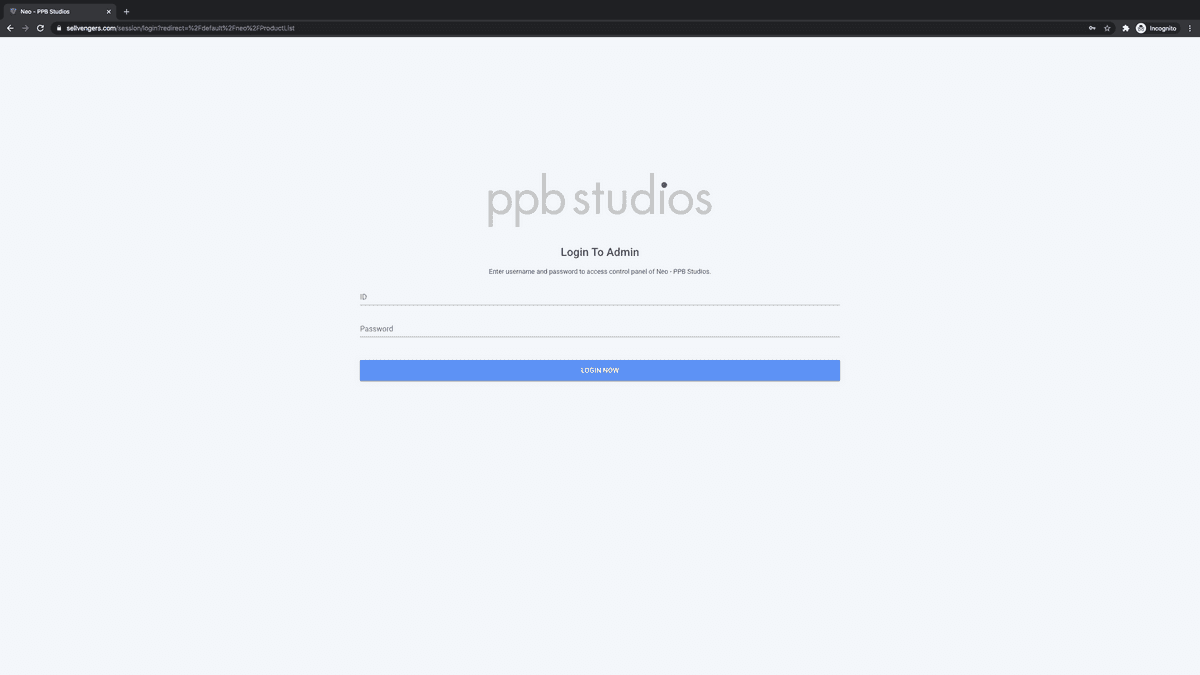 Neo - PPB Studios
sellvengers.com/session/login?redirect=%2Fdefault%2Fneo%2FProductList
Incognito
ppb studios
Login To Admin
Enter username and password to access control panel of Neo - PPB Studios.
ID
Password
LOGIN NOW